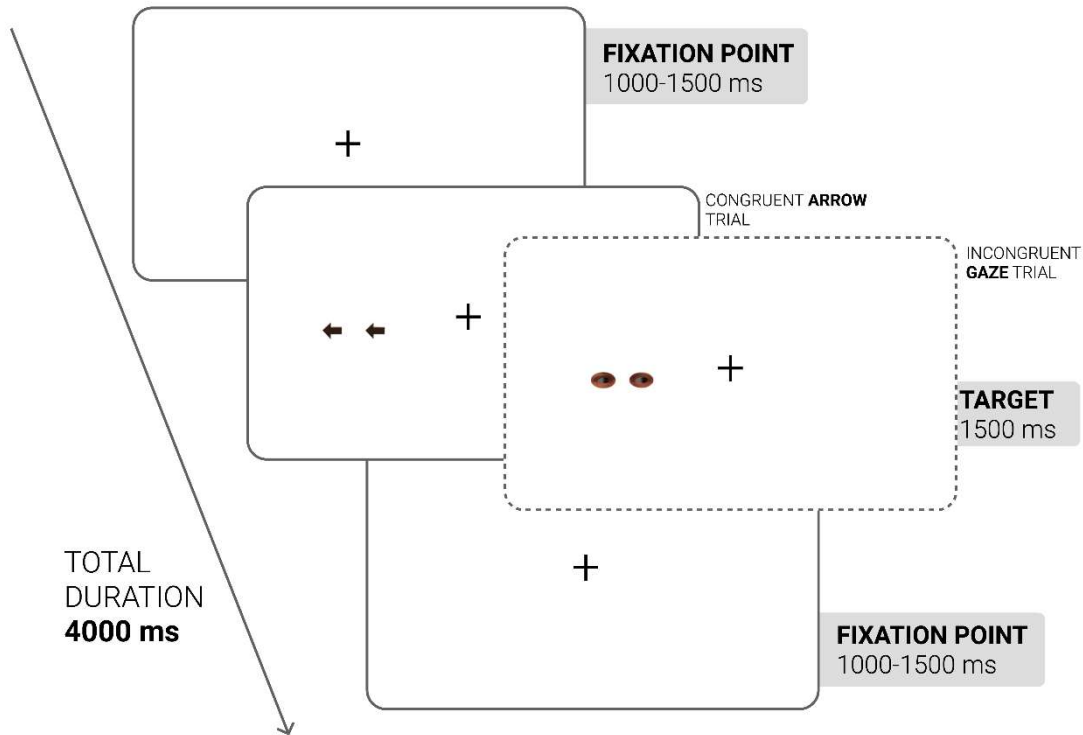 FIXATION POINT
1000-1500 ms
CONGRUENT ARROW
TRIAL
INCONGRUENT
GAZE TRIAL
TARGET
1500 ms
TOTAL
DURATION
4000 ms
FIXATION POINT
1000-1500 ms